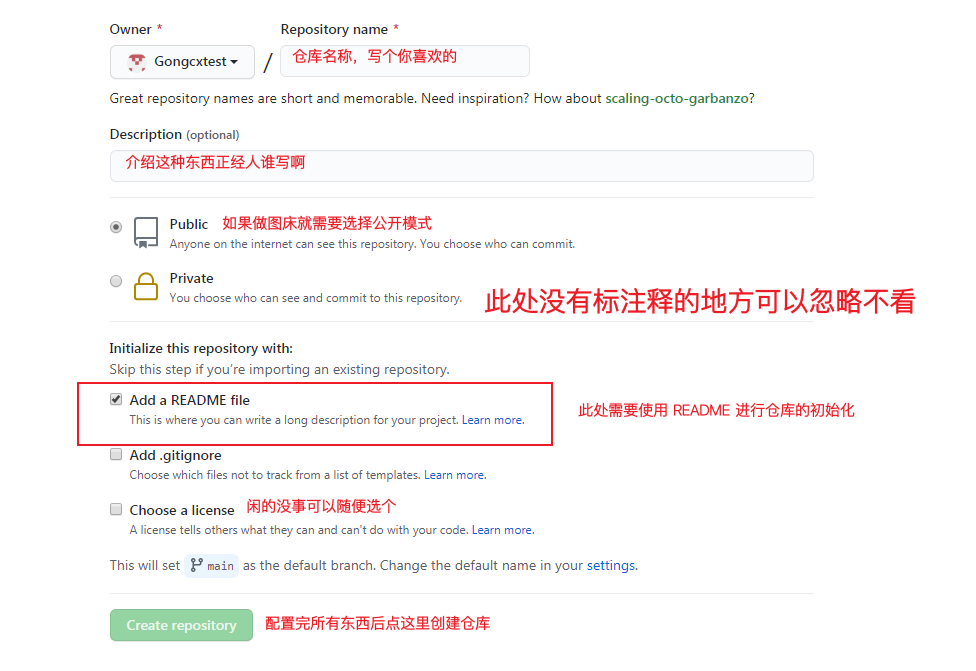 Owner * Repository name *
Gongcxtest / 仓库名称，写个你喜欢的
Great repository names are short and memorable. Need inspiration? How about scaling-octo-garbanzo?
Description (optional)
介绍这种东西正经人谁写啊
Public 如果做图床就需要选择公开模式
Anyone on the internet can see this repository. You choose who can commit.
Private
You choose who can see and commit to this repository.
此处没有标注释的地方可以忽略不看
Initialize this repository with:
Skip this step if you're importing an existing repository.
Add a README file
This is where you can write a long description for your project. Learn more.
此处需要使用 README 进行仓库的初始化
Add .gitignore
Choose which files not to track from a list of templates. Learn more.
Choose a license 闲的没事可以随便选个
A license tells others what they can and can't do with your code. Learn more.
This will set main as the default branch. Change the default name in your settings.
Create repository 配置完所有东西后点这里创建仓库